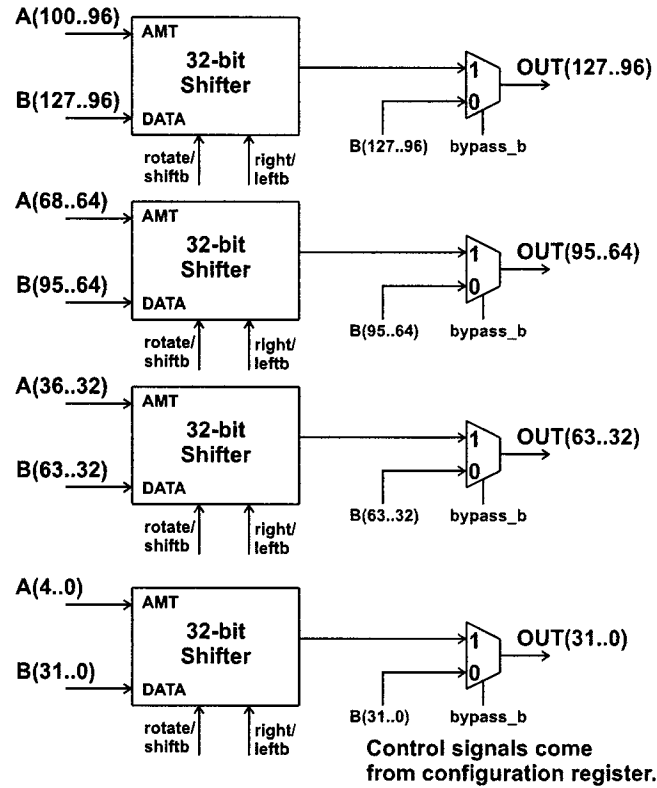 A(100..96)
AMT
32-bit
Shifter
1
OUT(127..96)
B(127..96)
DATA
0
rotate/
shiftb
right/
leftb
B(127..96)
bypass_b
A(68..64)
AMT
32-bit
Shifter
1
OUT(95..64)
B(95..64)
DATA
0
rotate/
shiftb
right/
leftb
B(95..64)
bypass_b
A(36..32)
AMT
32-bit
Shifter
1
OUT(63..32)
B(63..32)
DATA
0
rotate/
shiftb
right/
leftb
B(63..32)
bypass_b
A(4..0)
AMT
32-bit
Shifter
1
OUT(31..0)
B(31..0)
DATA
0
rotate/
shiftb
right/
leftb
B(31..0)
bypass_b
Control signals come
from configuration register.